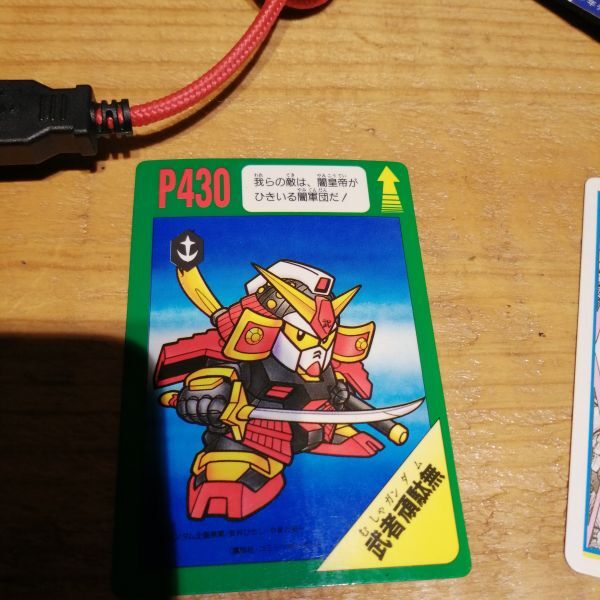 P430
我らの敵は、闇皇帝が
ひきいる闇軍団だ！
むしゃガンダム
武者頑駄無